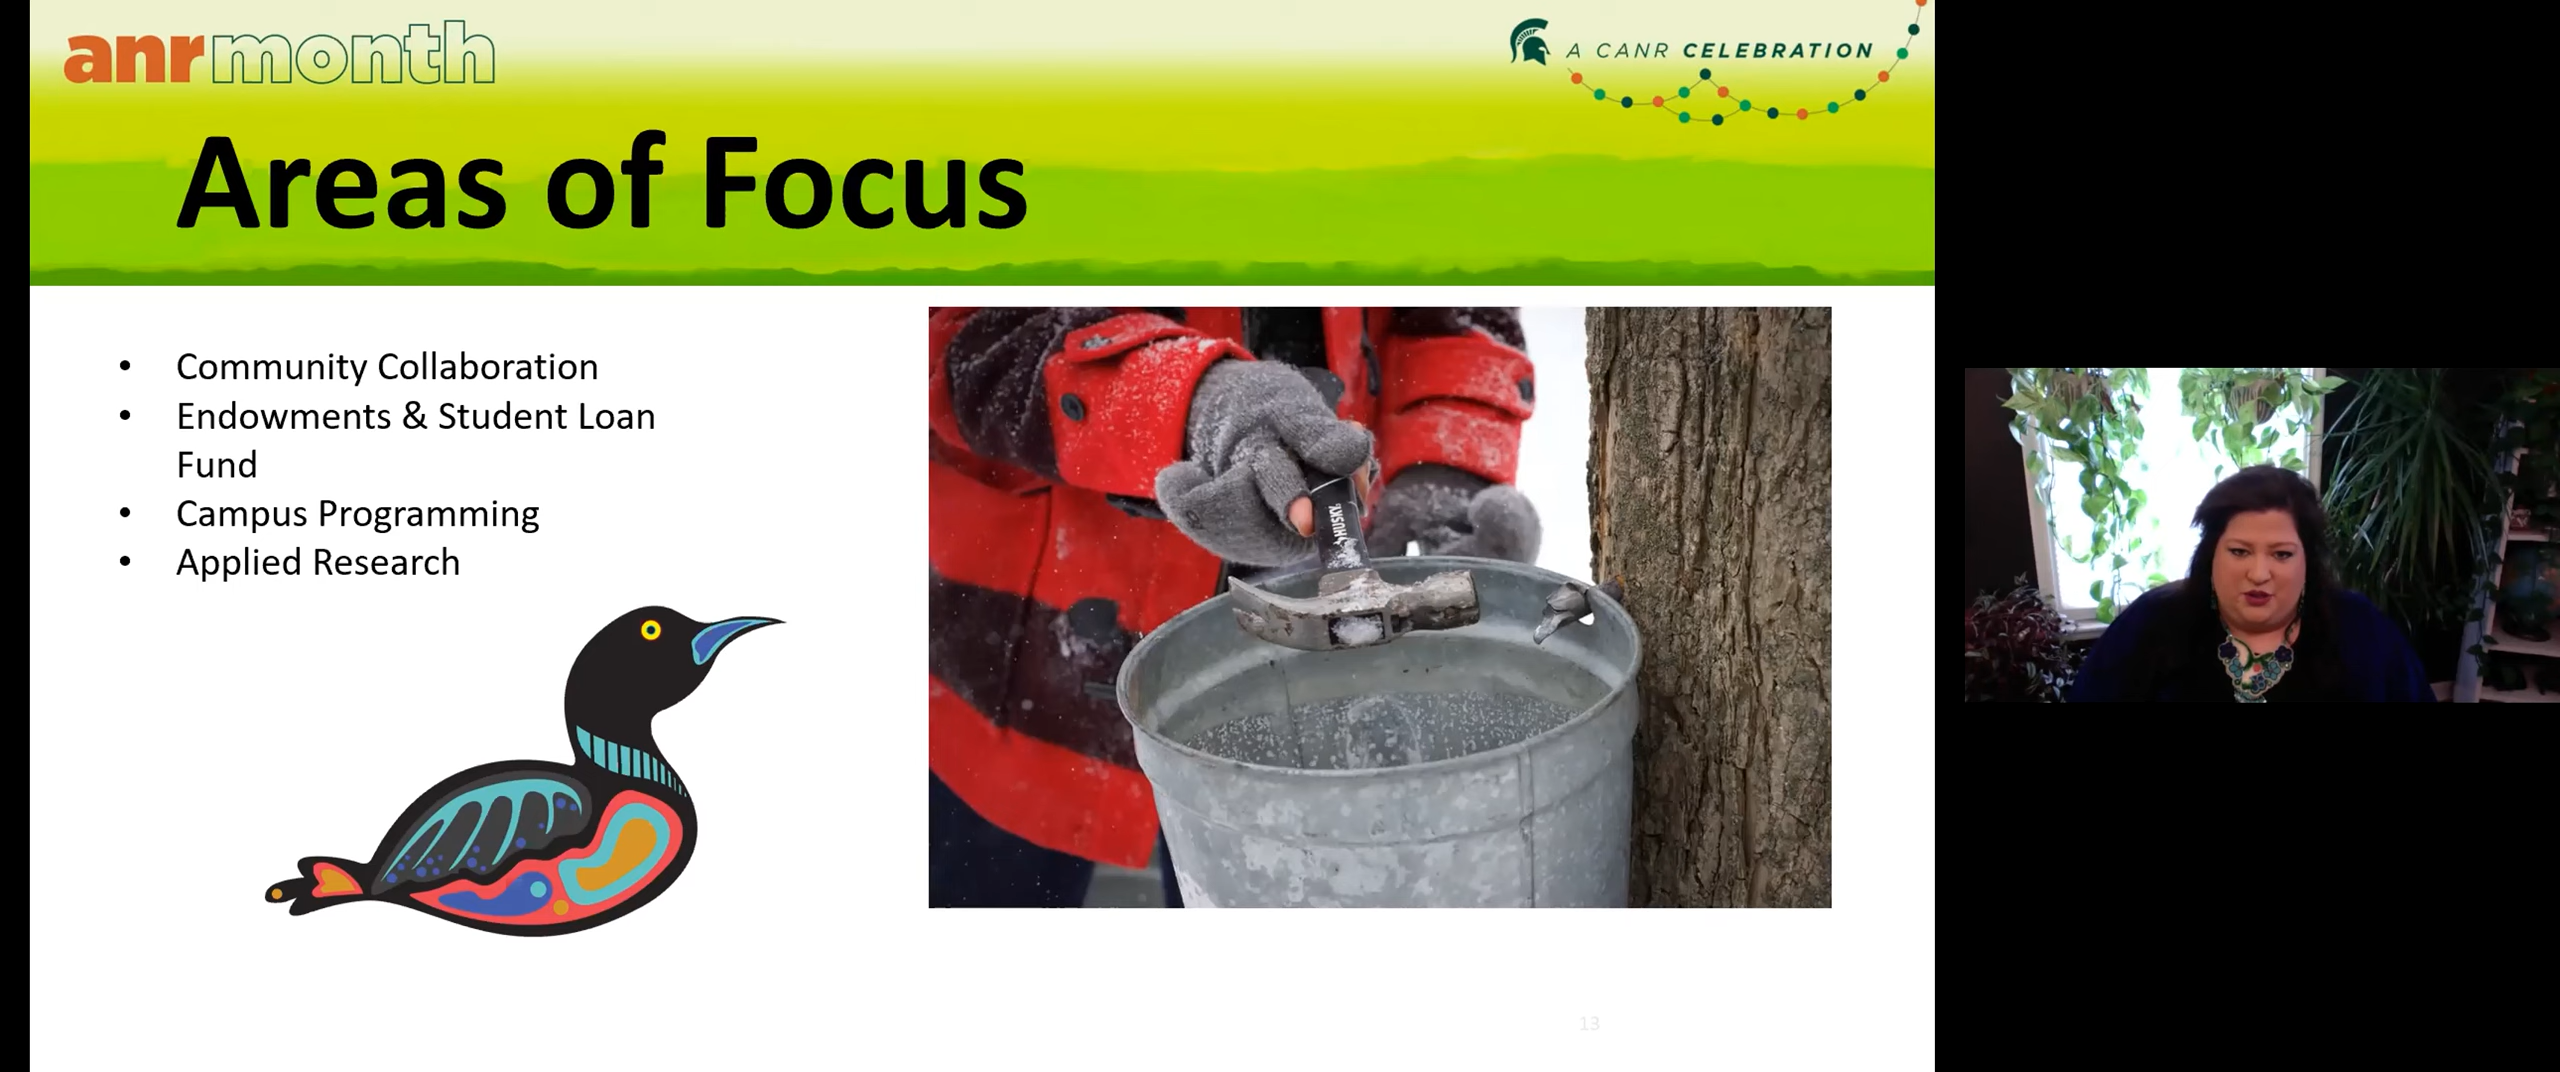 anrmonth
A CANR CELEBRATION
Areas of Focus
• Community Collaboration
• Endowments & Student Loan
Fund
• Campus Programming
• Applied Research
HUSKY
13